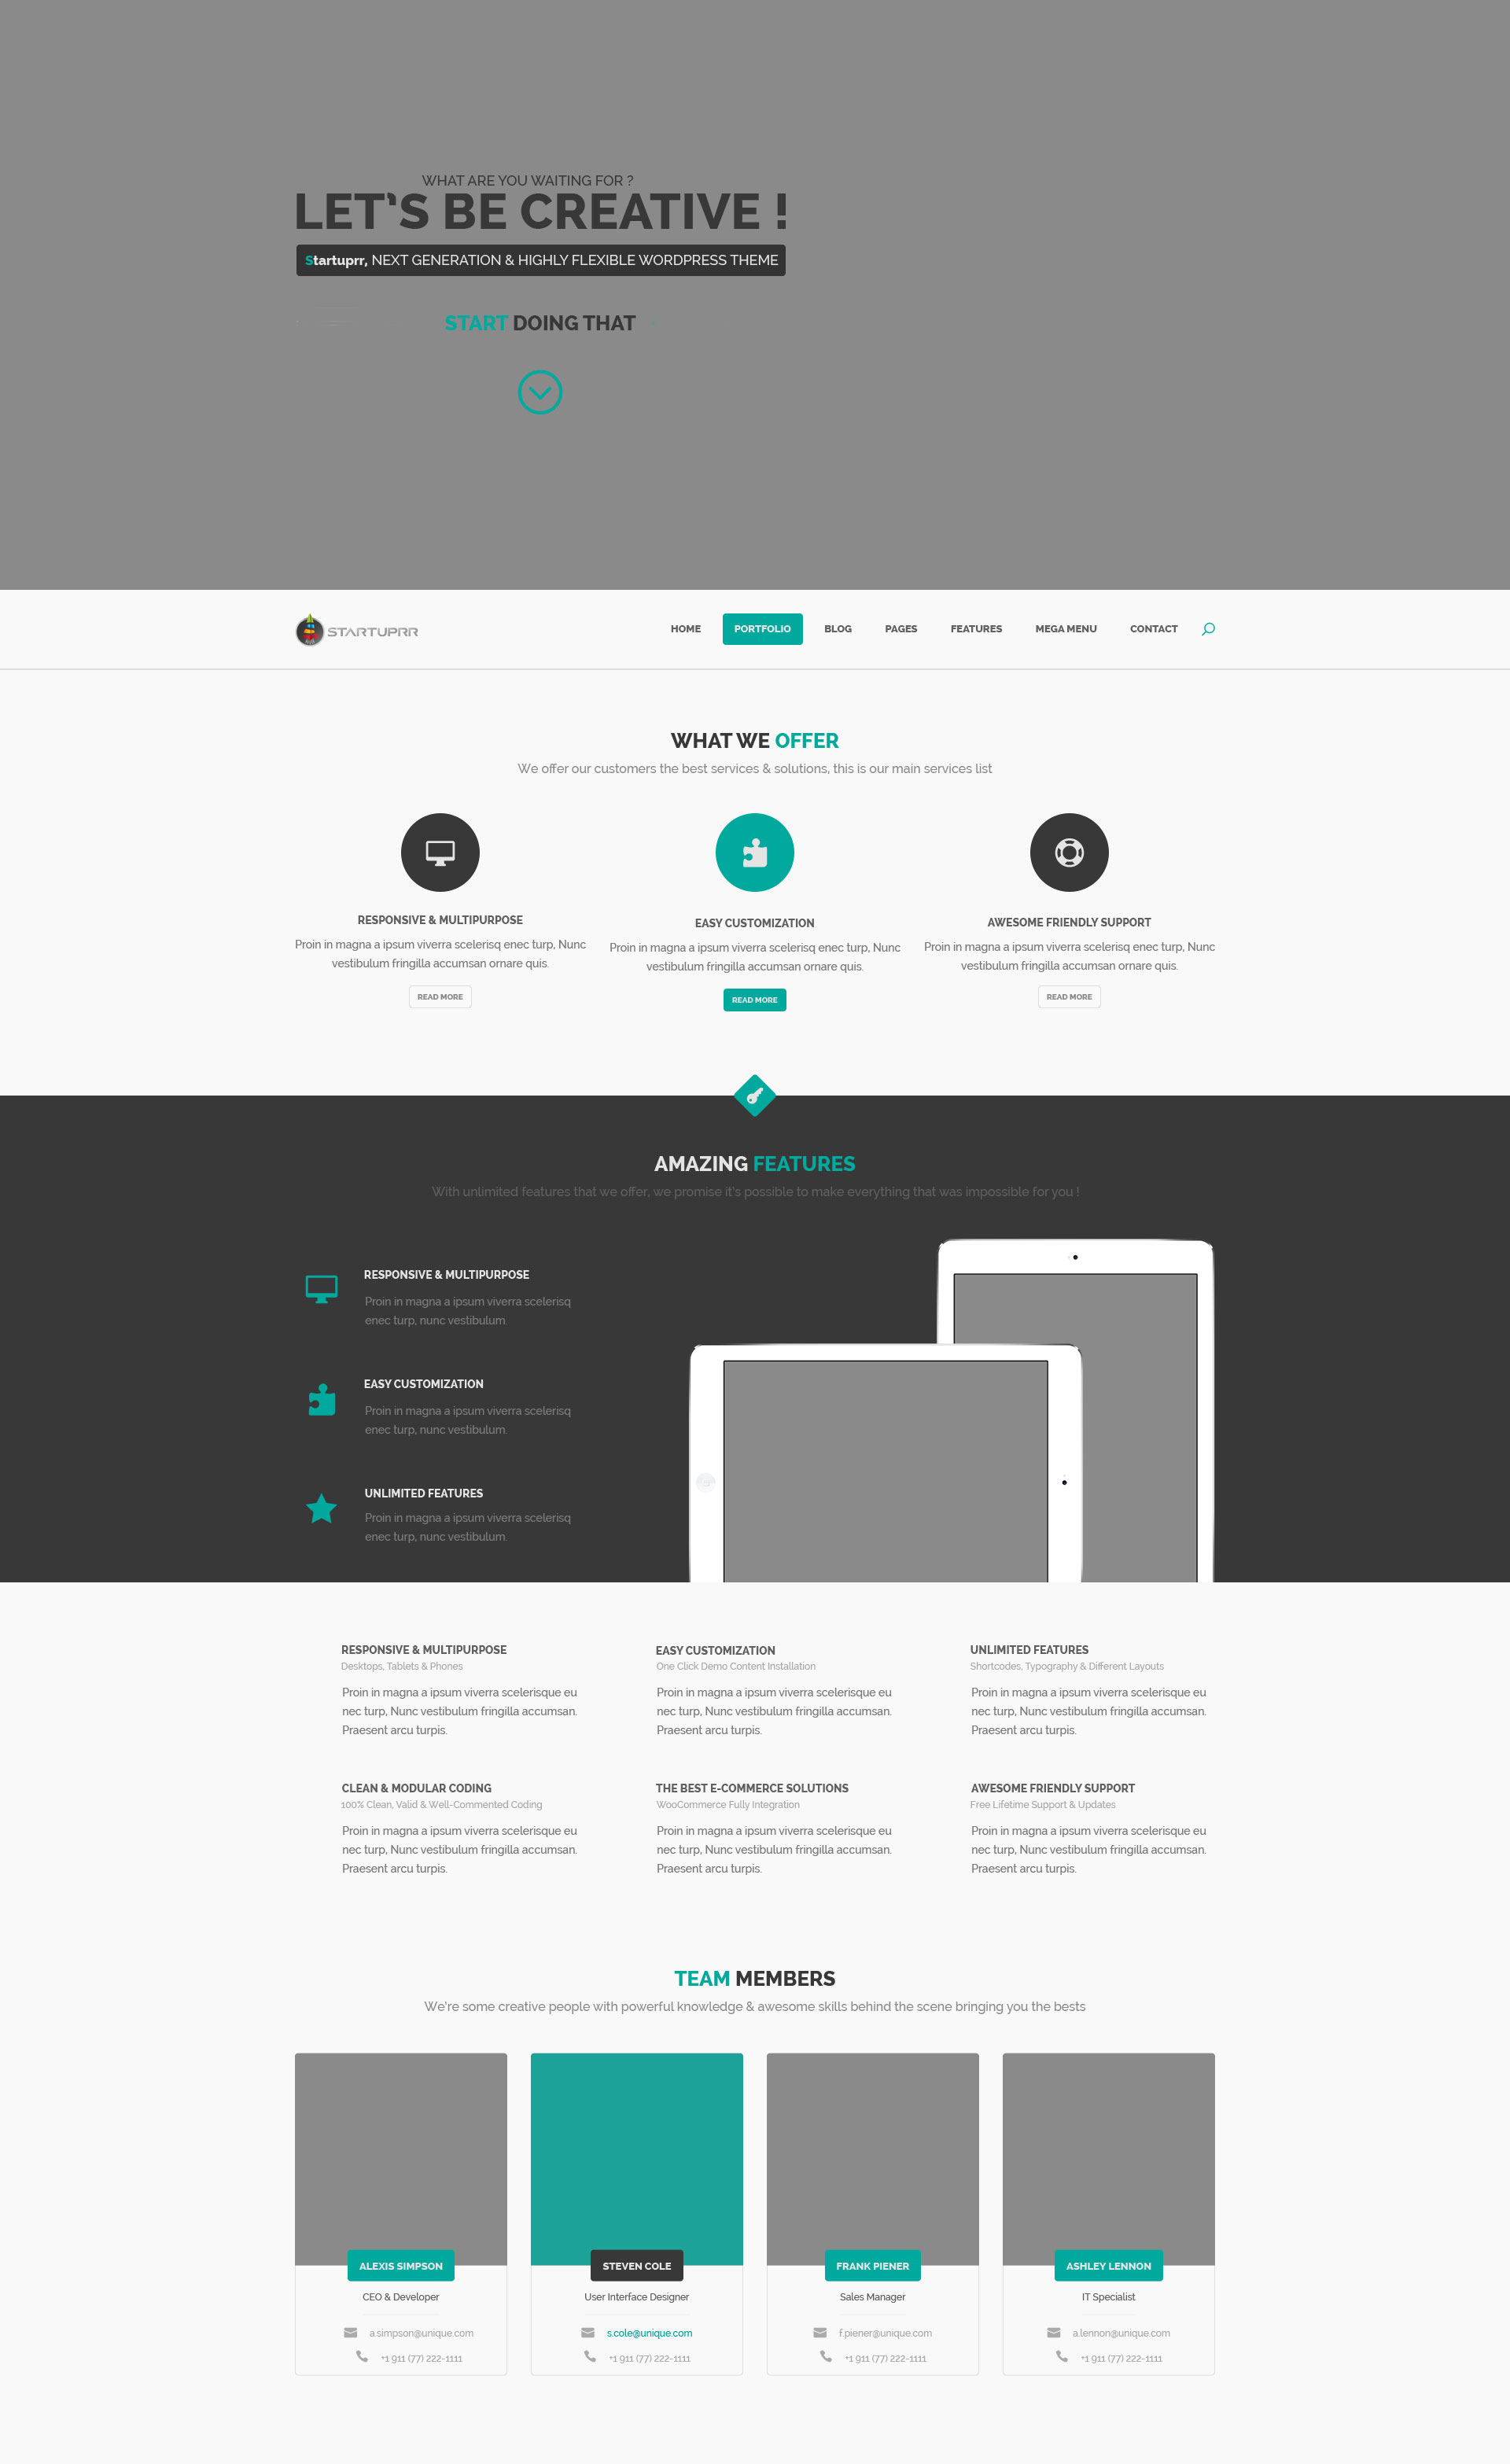 WHAT ARE YOU WAITING FOR ?
LET'S BE CREATIVE !
Startuprr, NEXT GENERATION & HIGHLY FLEXIBLE WORDPRESS THEME
START DOING THAT
STARTUPRR
HOME PORTFOLIO BLOG PAGES FEATURES MEGA MENU CONTACT
WHAT WE OFFER
We offer our customers the best services & solutions, this is our main services list
RESPONSIVE & MULTIPURPOSE
Proin in magna a ipsum viverra scelerisq enec turp, Nunc
vestibulum fringilla accumsan ornare quis.
READ MORE
EASY CUSTOMIZATION
Proin in magna a ipsum viverra scelerisq enec turp, Nunc
vestibulum fringilla accumsan ornare quis.
READ MORE
AWESOME FRIENDLY SUPPORT
Proin in magna a ipsum viverra scelerisq enec turp, Nunc
vestibulum fringilla accumsan ornare quis.
READ MORE
AMAZING FEATURES
With unlimited features that we offer, we promise it's possible to make everything that was impossible for you !
RESPONSIVE & MULTIPURPOSE
Proin in magna a ipsum viverra scelerisq
enec turp, nunc vestibulum.
EASY CUSTOMIZATION
Proin in magna a ipsum viverra scelerisq
enec turp, nunc vestibulum.
UNLIMITED FEATURES
Proin in magna a ipsum viverra scelerisq
enec turp, nunc vestibulum.
RESPONSIVE & MULTIPURPOSE
Desktops, Tablets & Phones
Proin in magna a ipsum viverra scelerisque eu
nec turp, Nunc vestibulum fringilla accumsan.
Praesent arcu turpis.
EASY CUSTOMIZATION
One Click Demo Content Installation
Proin in magna a ipsum viverra scelerisque eu
nec turp, Nunc vestibulum fringilla accumsan.
Praesent arcu turpis.
UNLIMITED FEATURES
Shortcodes, Typography & Different Layouts
Proin in magna a ipsum viverra scelerisque eu
nec turp, Nunc vestibulum fringilla accumsan.
Praesent arcu turpis.
CLEAN & MODULAR CODING
100% Clean, Valid & Well-Commented Coding
Proin in magna a ipsum viverra scelerisque eu
nec turp, Nunc vestibulum fringilla accumsan.
Praesent arcu turpis.
THE BEST E-COMMERCE SOLUTIONS
WooCommerce Fully Integration
Proin in magna a ipsum viverra scelerisque eu
nec turp, Nunc vestibulum fringilla accumsan.
Praesent arcu turpis.
AWESOME FRIENDLY SUPPORT
Free Lifetime Support & Updates
Proin in magna a ipsum viverra scelerisque eu
nec turp, Nunc vestibulum fringilla accumsan.
Praesent arcu turpis.
TEAM MEMBERS
We're some creative people with powerful knowledge & awesome skills behind the scene bringing you the bests
ALEXIS SIMPSON
CEO & Developer
a.simpson@unique.com
+1 911 (77) 222-1111
STEVEN COLE
User Interface Designer
s.cole@unique.com
+1 911 (77) 222-1111
FRANK PIENER
Sales Manager
f.piener@unique.com
+1 911 (77) 222-1111
ASHLEY LENNON
IT Specialist
a.lennon@unique.com
+1 911 (77) 222-1111